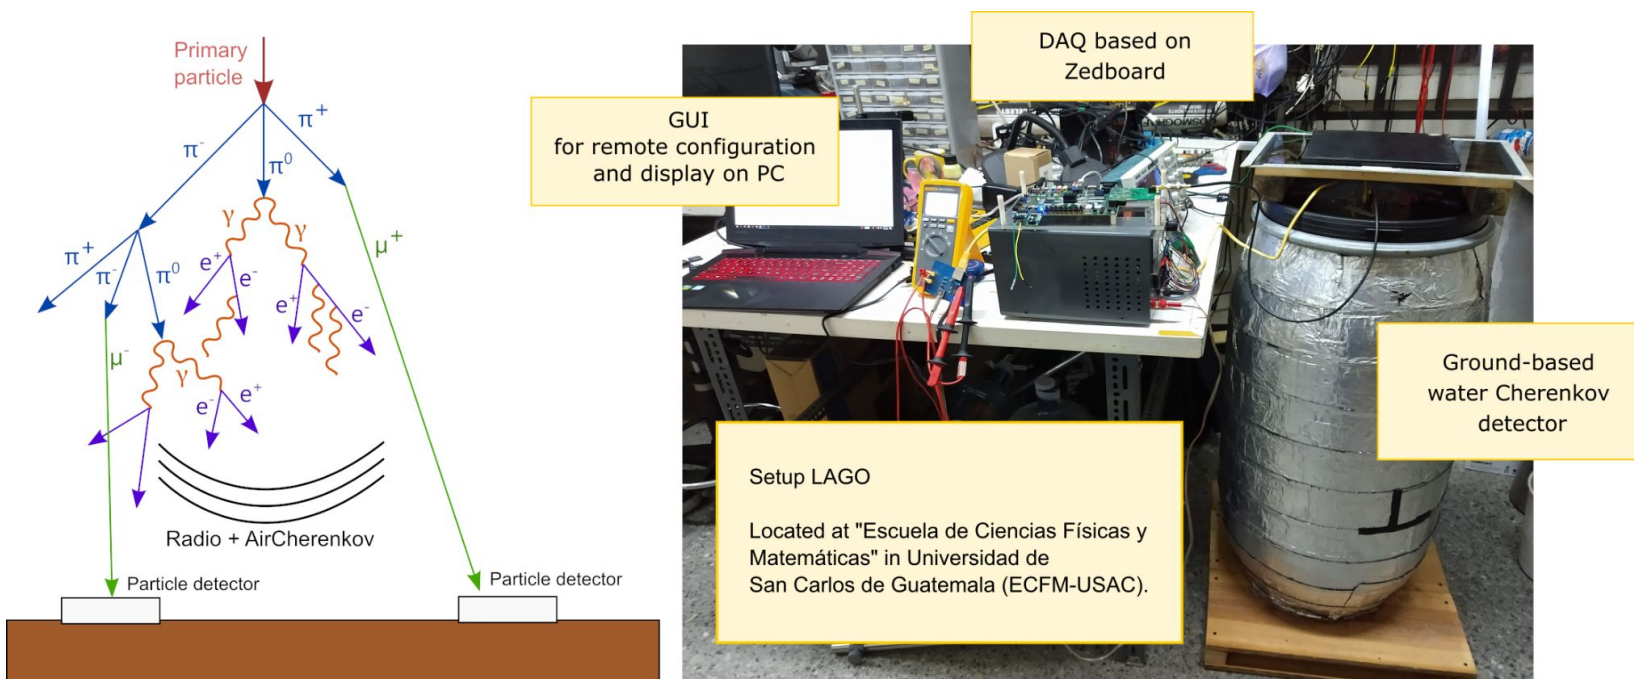 Primary
particle
π⁻
π⁰
π⁺
γ
γ
μ⁺
π⁺
π⁻
π⁰
e⁺
e⁻
e⁺
e⁻
μ⁻
γ
e⁻
e⁺
Radio + AirCherenkov
Particle detector
Particle detector
GUI
for remote configuration
and display on PC
DAQ based on
Zedboard
Ground-based
water Cherenkov
detector
Setup LAGO
Located at "Escuela de Ciencias Físicas y
Matemáticas" in Universidad de
San Carlos de Guatemala (ECFM-USAC).